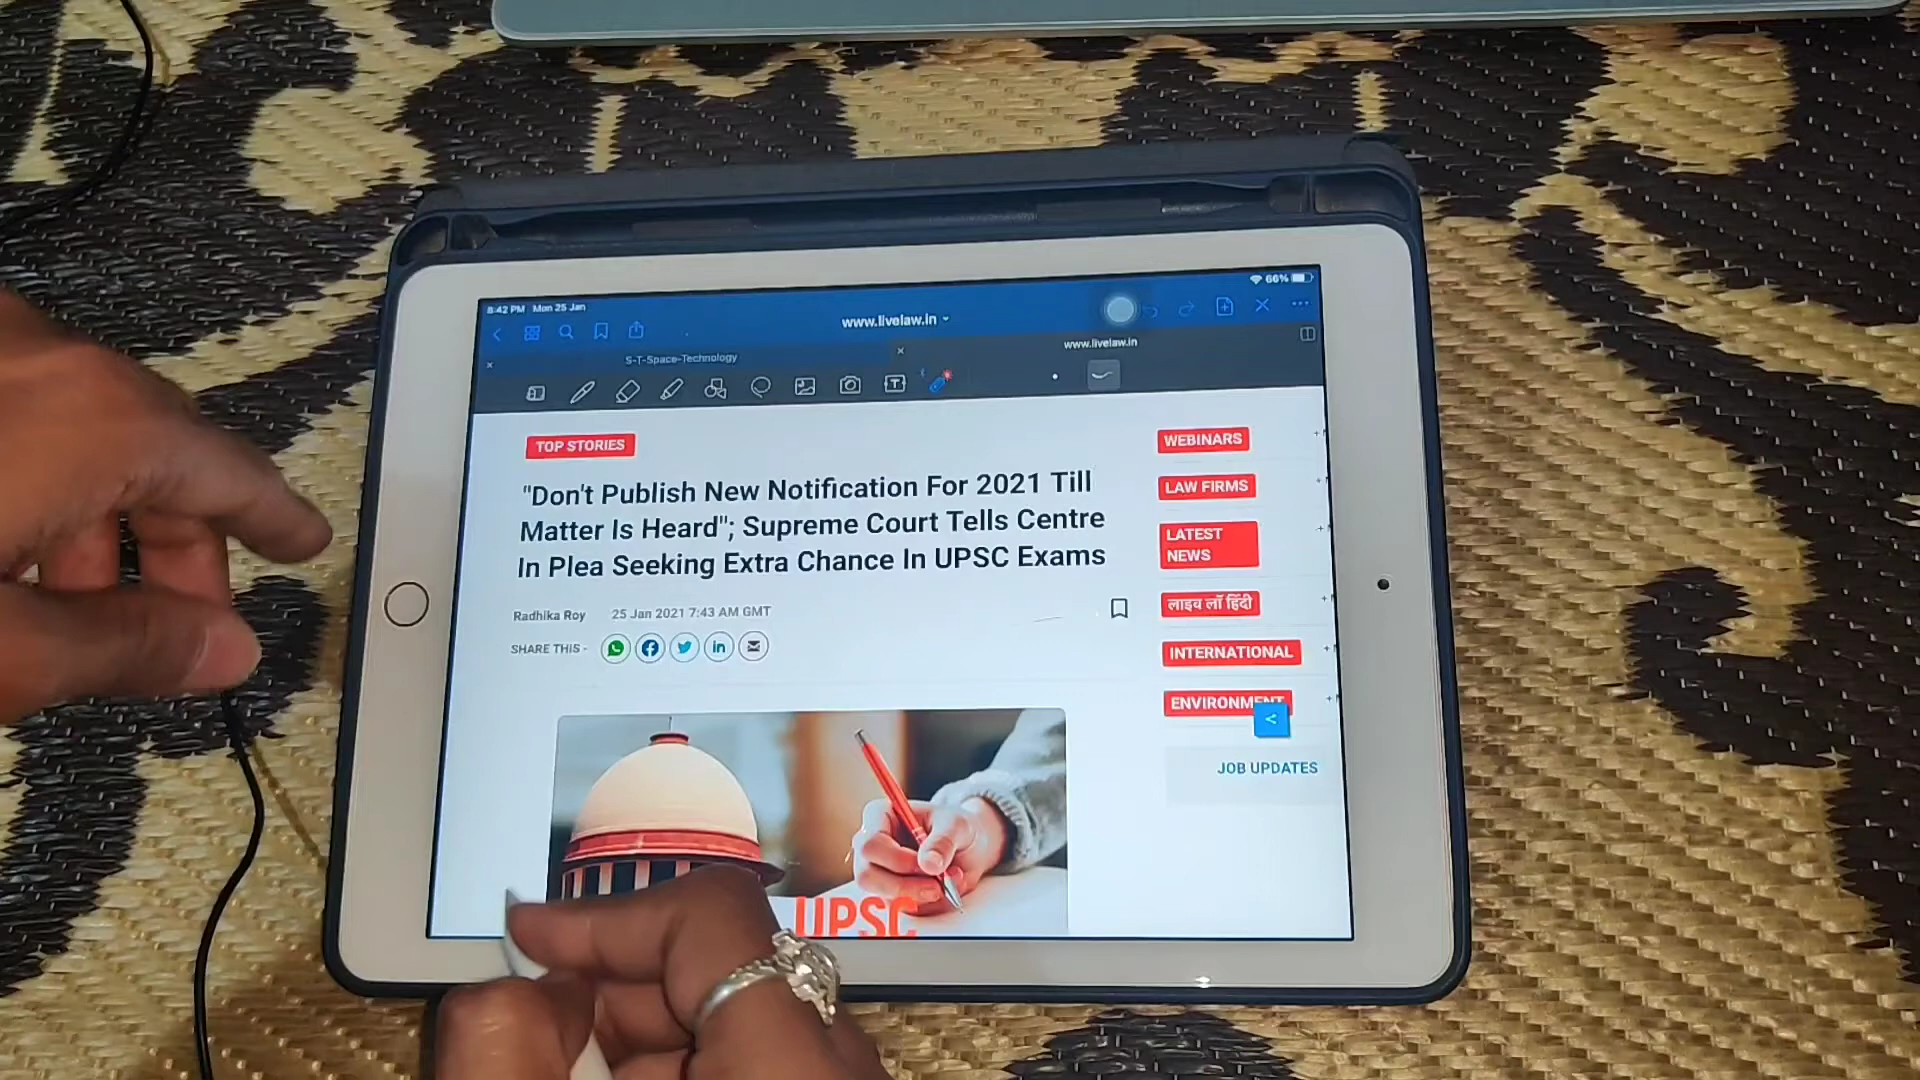 8:42 PM Mon 25 Jan
66%
www.livelaw.in
S-T-Space-Technology
www.livelaw.in
TOP STORIES
"Don't Publish New Notification For 2021 Till
Matter Is Heard"; Supreme Court Tells Centre
In Plea Seeking Extra Chance In UPSC Exams
Radhika Roy 25 Jan 2021 7:43 AM GMT
SHARE THIS -
UPSC
WEBINARS
LAW FIRMS
LATEST
NEWS
लाइव लॉ हिंदी
INTERNATIONAL
ENVIRONMENT
JOB UPDATES